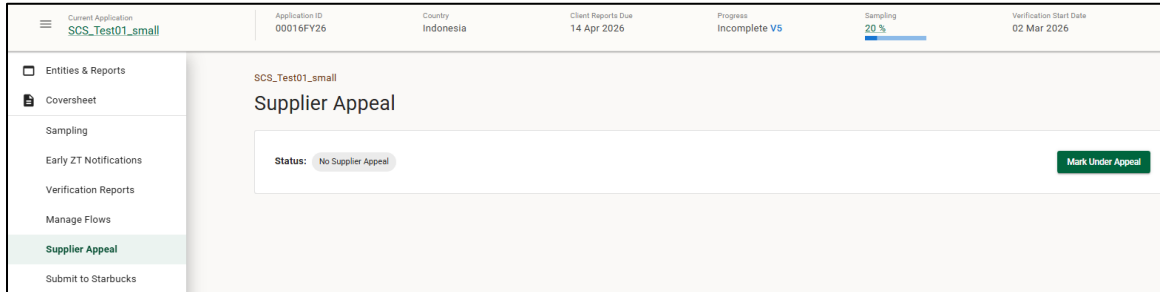 Current Application
SCS_Test01_small
Application ID
00016FY26
Country
Indonesia
Client Reports Due
14 Apr 2026
Progress
Incomplete V5
Sampling
20 %
Verification Start Date
02 Mar 2026
Entities & Reports
Coversheet
Sampling
Early ZT Notifications
Verification Reports
Manage Flows
Supplier Appeal
Submit to Starbucks
SCS_Test01_small
Supplier Appeal
Status: No Supplier Appeal
Mark Under Appeal